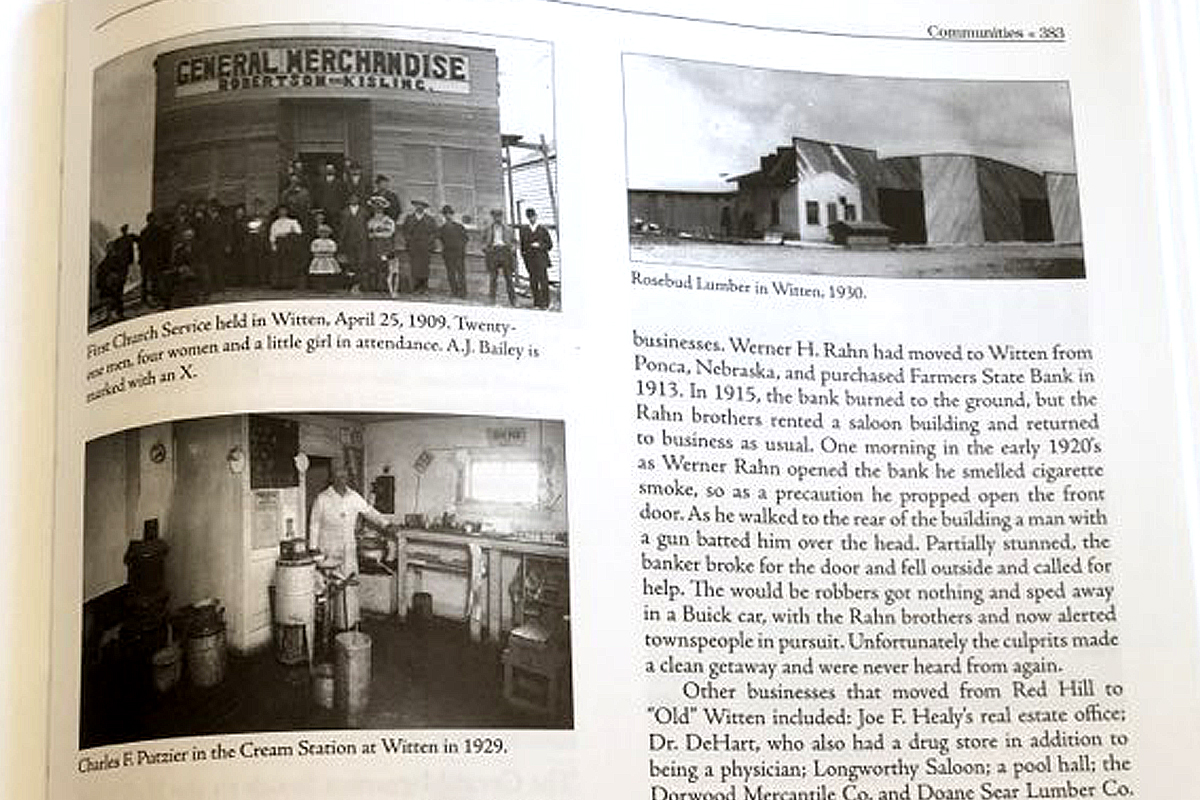 Communities • 383
GENERAL MERCHANDISE
ROBERTSON AND KISLING.
First Church Service held in Witten, April 25, 1909. Twenty-
one men, four women and a little girl in attendance. A.J. Bailey is
marked with an X.
Charles F. Putzier in the Cream Station at Witten in 1929.
Rosebud Lumber in Witten, 1930.
businesses. Werner H. Rahn had moved to Witten from
Ponca, Nebraska, and purchased Farmers State Bank in
1913. In 1915, the bank burned to the ground, but the
Rahn brothers rented a saloon building and returned
to business as usual. One morning in the early 1920's
as Werner Rahn opened the bank he smelled cigarette
smoke, so as a precaution he propped open the front
door. As he walked to the rear of the building a man with
a gun batted him over the head. Partially stunned, the
banker broke for the door and fell outside and called for
help. The would be robbers got nothing and sped away
in a Buick car, with the Rahn brothers and now alerted
townspeople in pursuit. Unfortunately the culprits made
a clean getaway and were never heard from again.
Other businesses that moved from Red Hill to
"Old" Witten included: Joe F. Healy's real estate office;
Dr. DeHart, who also had a drug store in addition to
being a physician; Longworthy Saloon; a pool hall; the
Dorwood Mercantile Co. and Doane Sear Lumber Co.